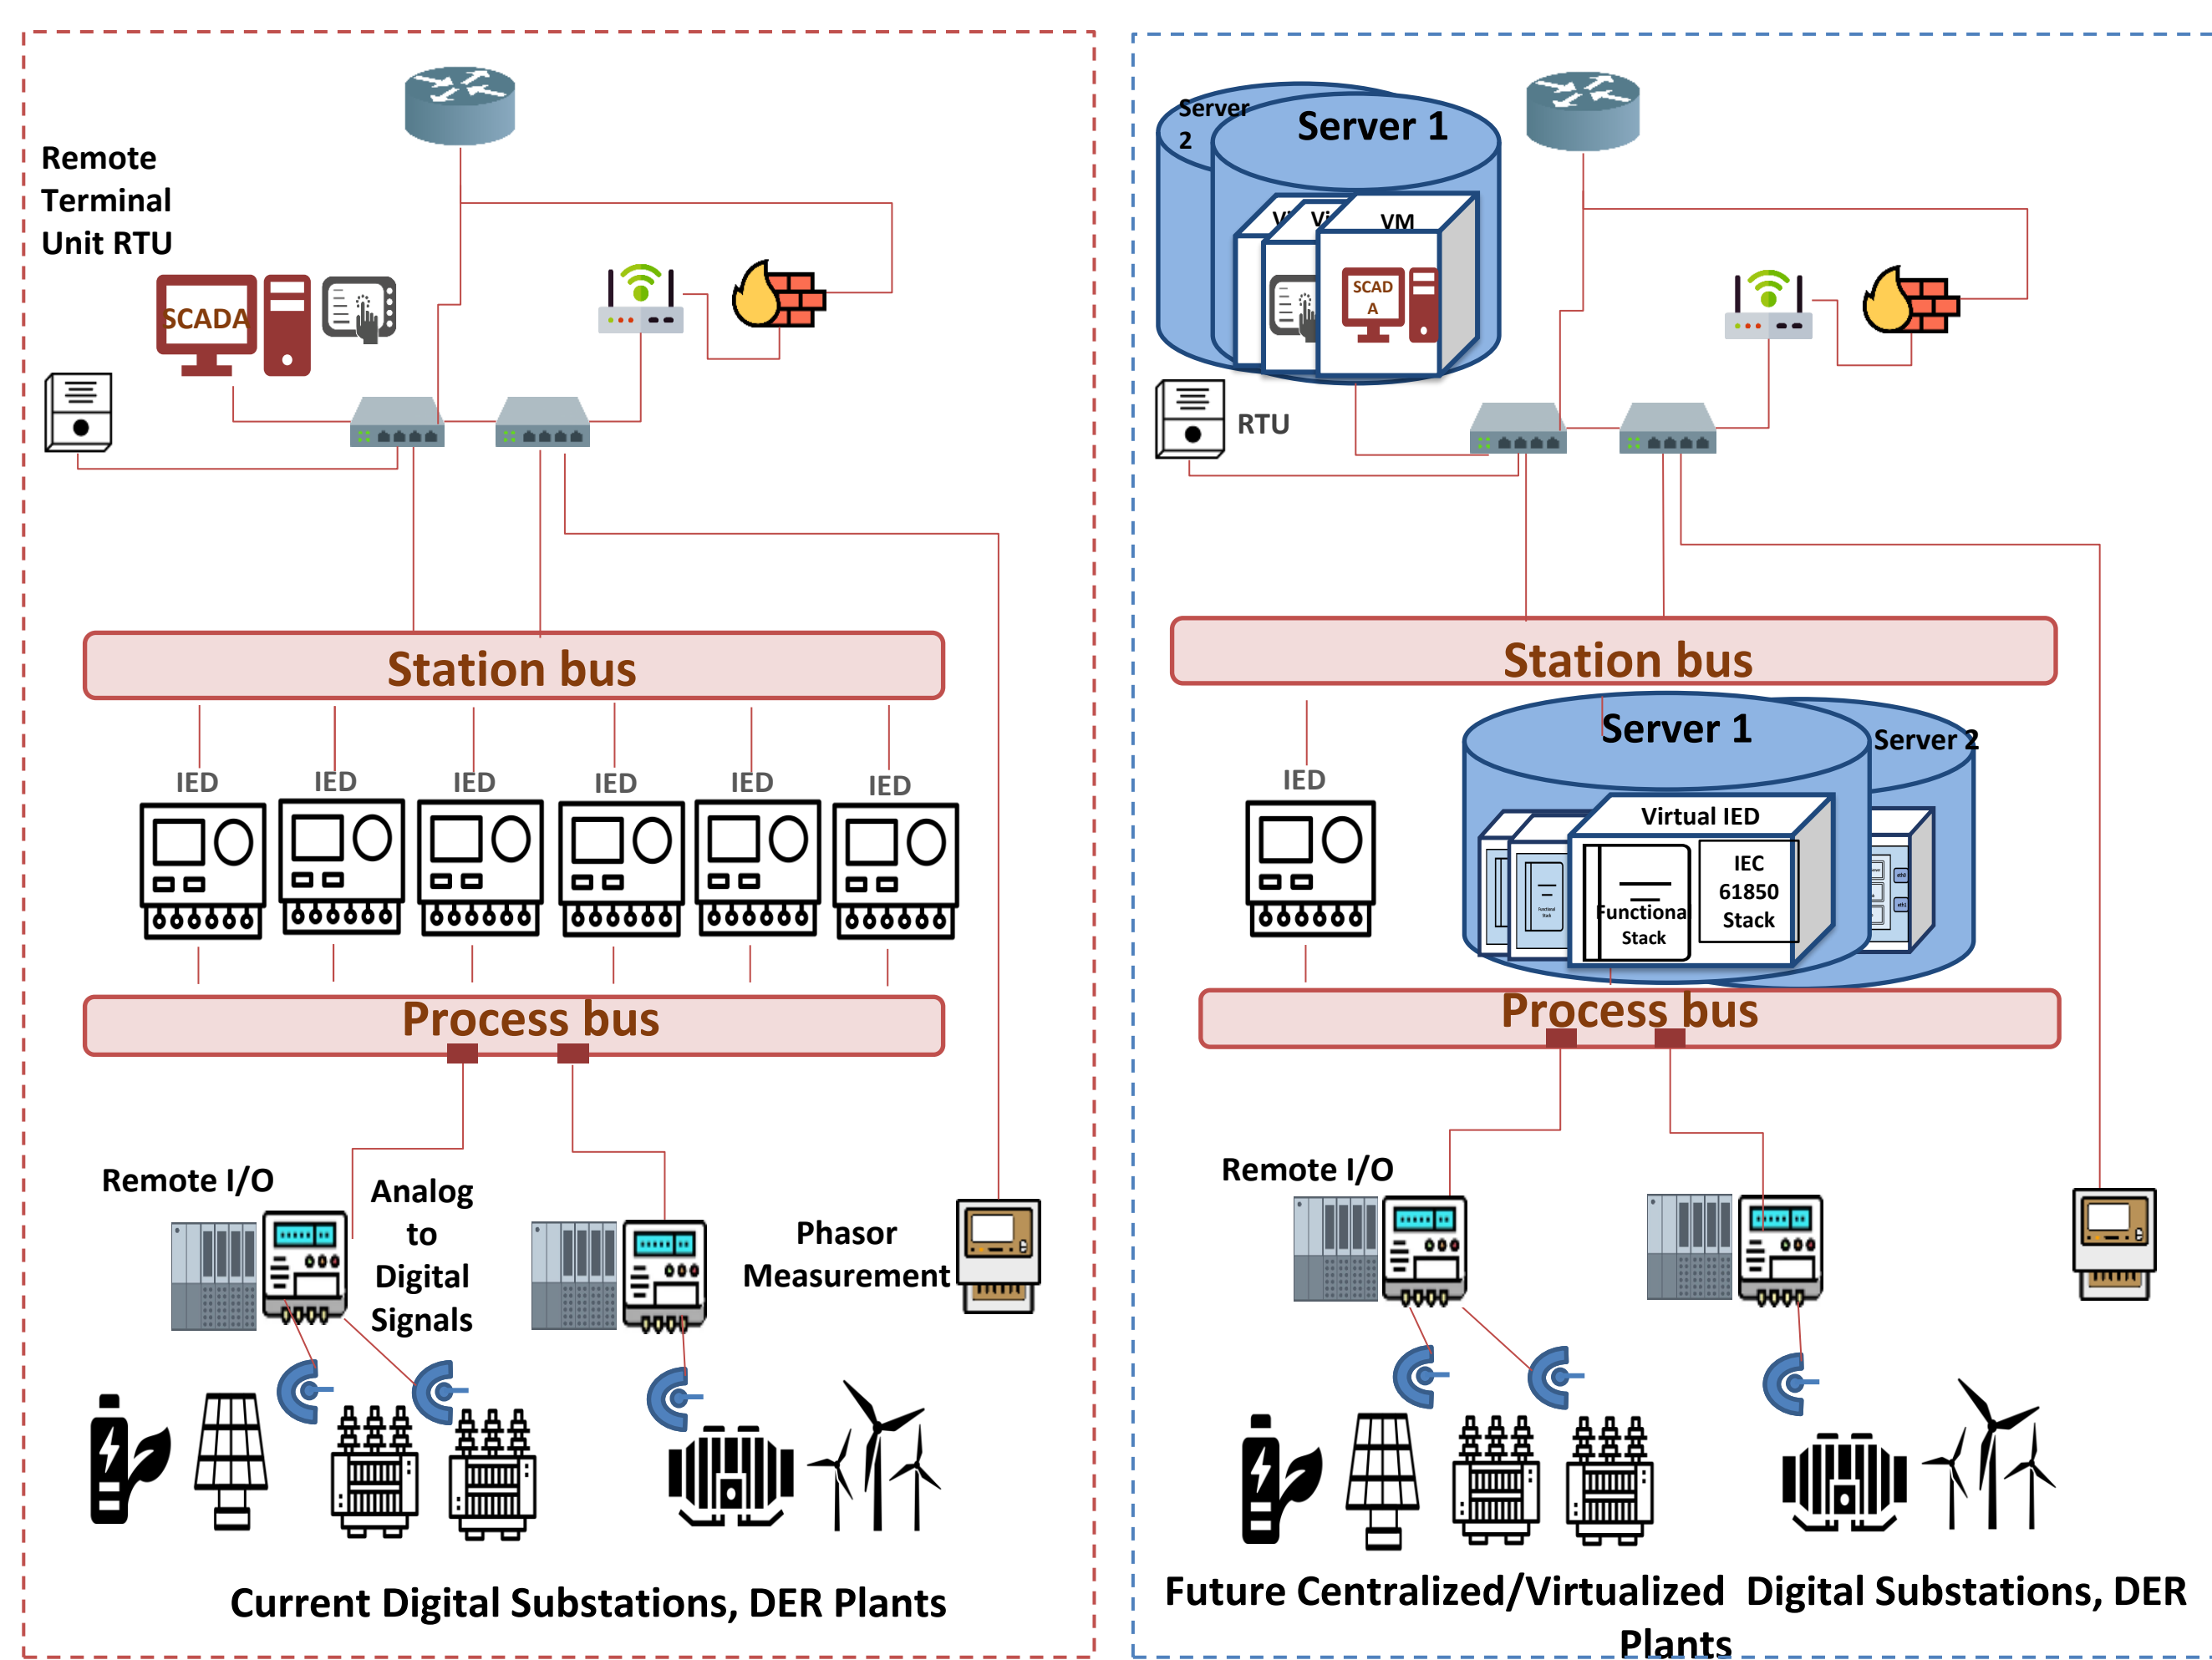 Remote
Terminal
Unit RTU
SCADA
Station bus
IED
IED
IED
IED
IED
IED
Process bus
Remote I/O
Analog
to
Digital
Signals
Phasor
Measurement
Current Digital Substations, DER Plants
Server
2
Server 1
VM
SCAD
A
RTU
Station bus
IED
Server 1
Server 2
Virtual IED
Functional
Stack
IEC
61850
Stack
Functional
Stack
Process bus
Remote I/O
Future Centralized/Virtualized Digital Substations, DER
Plants